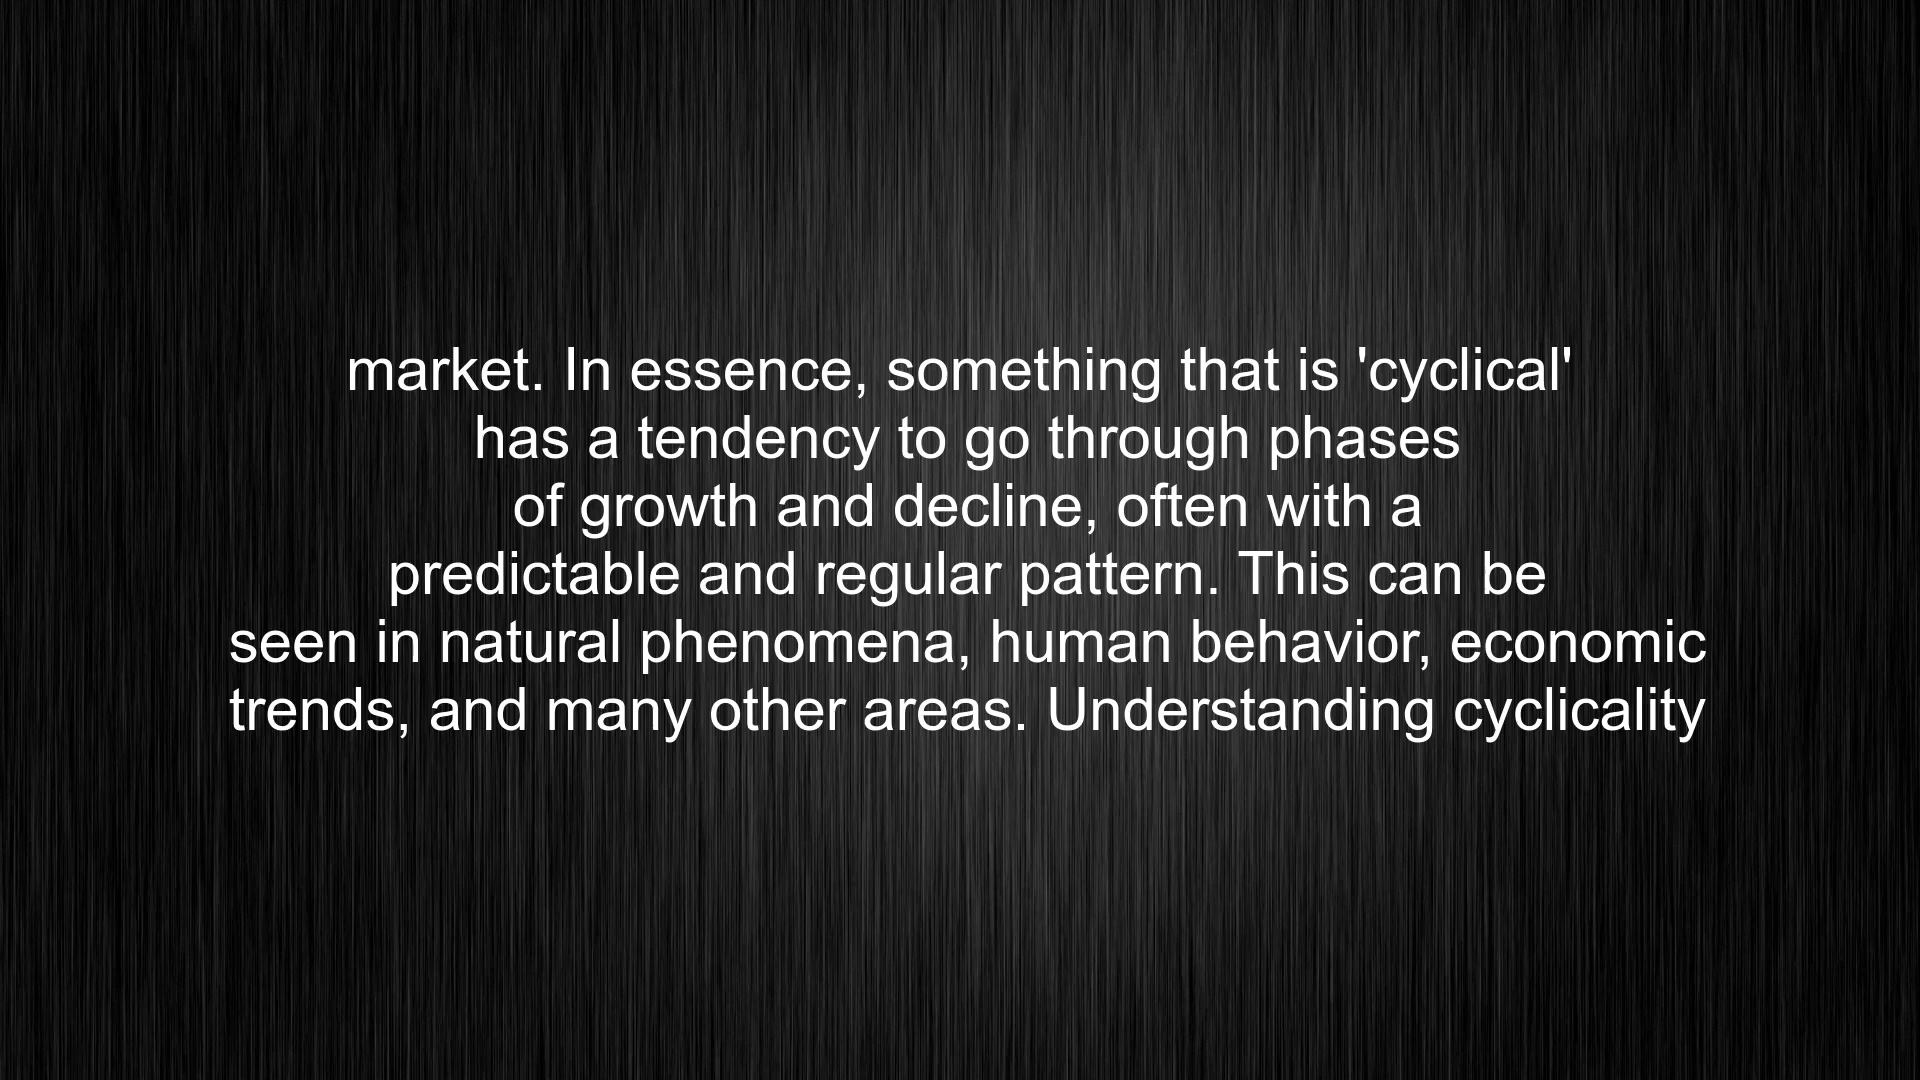 market. In essence, something that is 'cyclical'
has a tendency to go through phases
of growth and decline, often with a
predictable and regular pattern. This can be
seen in natural phenomena, human behavior, economic
trends, and many other areas. Understanding cyclicality